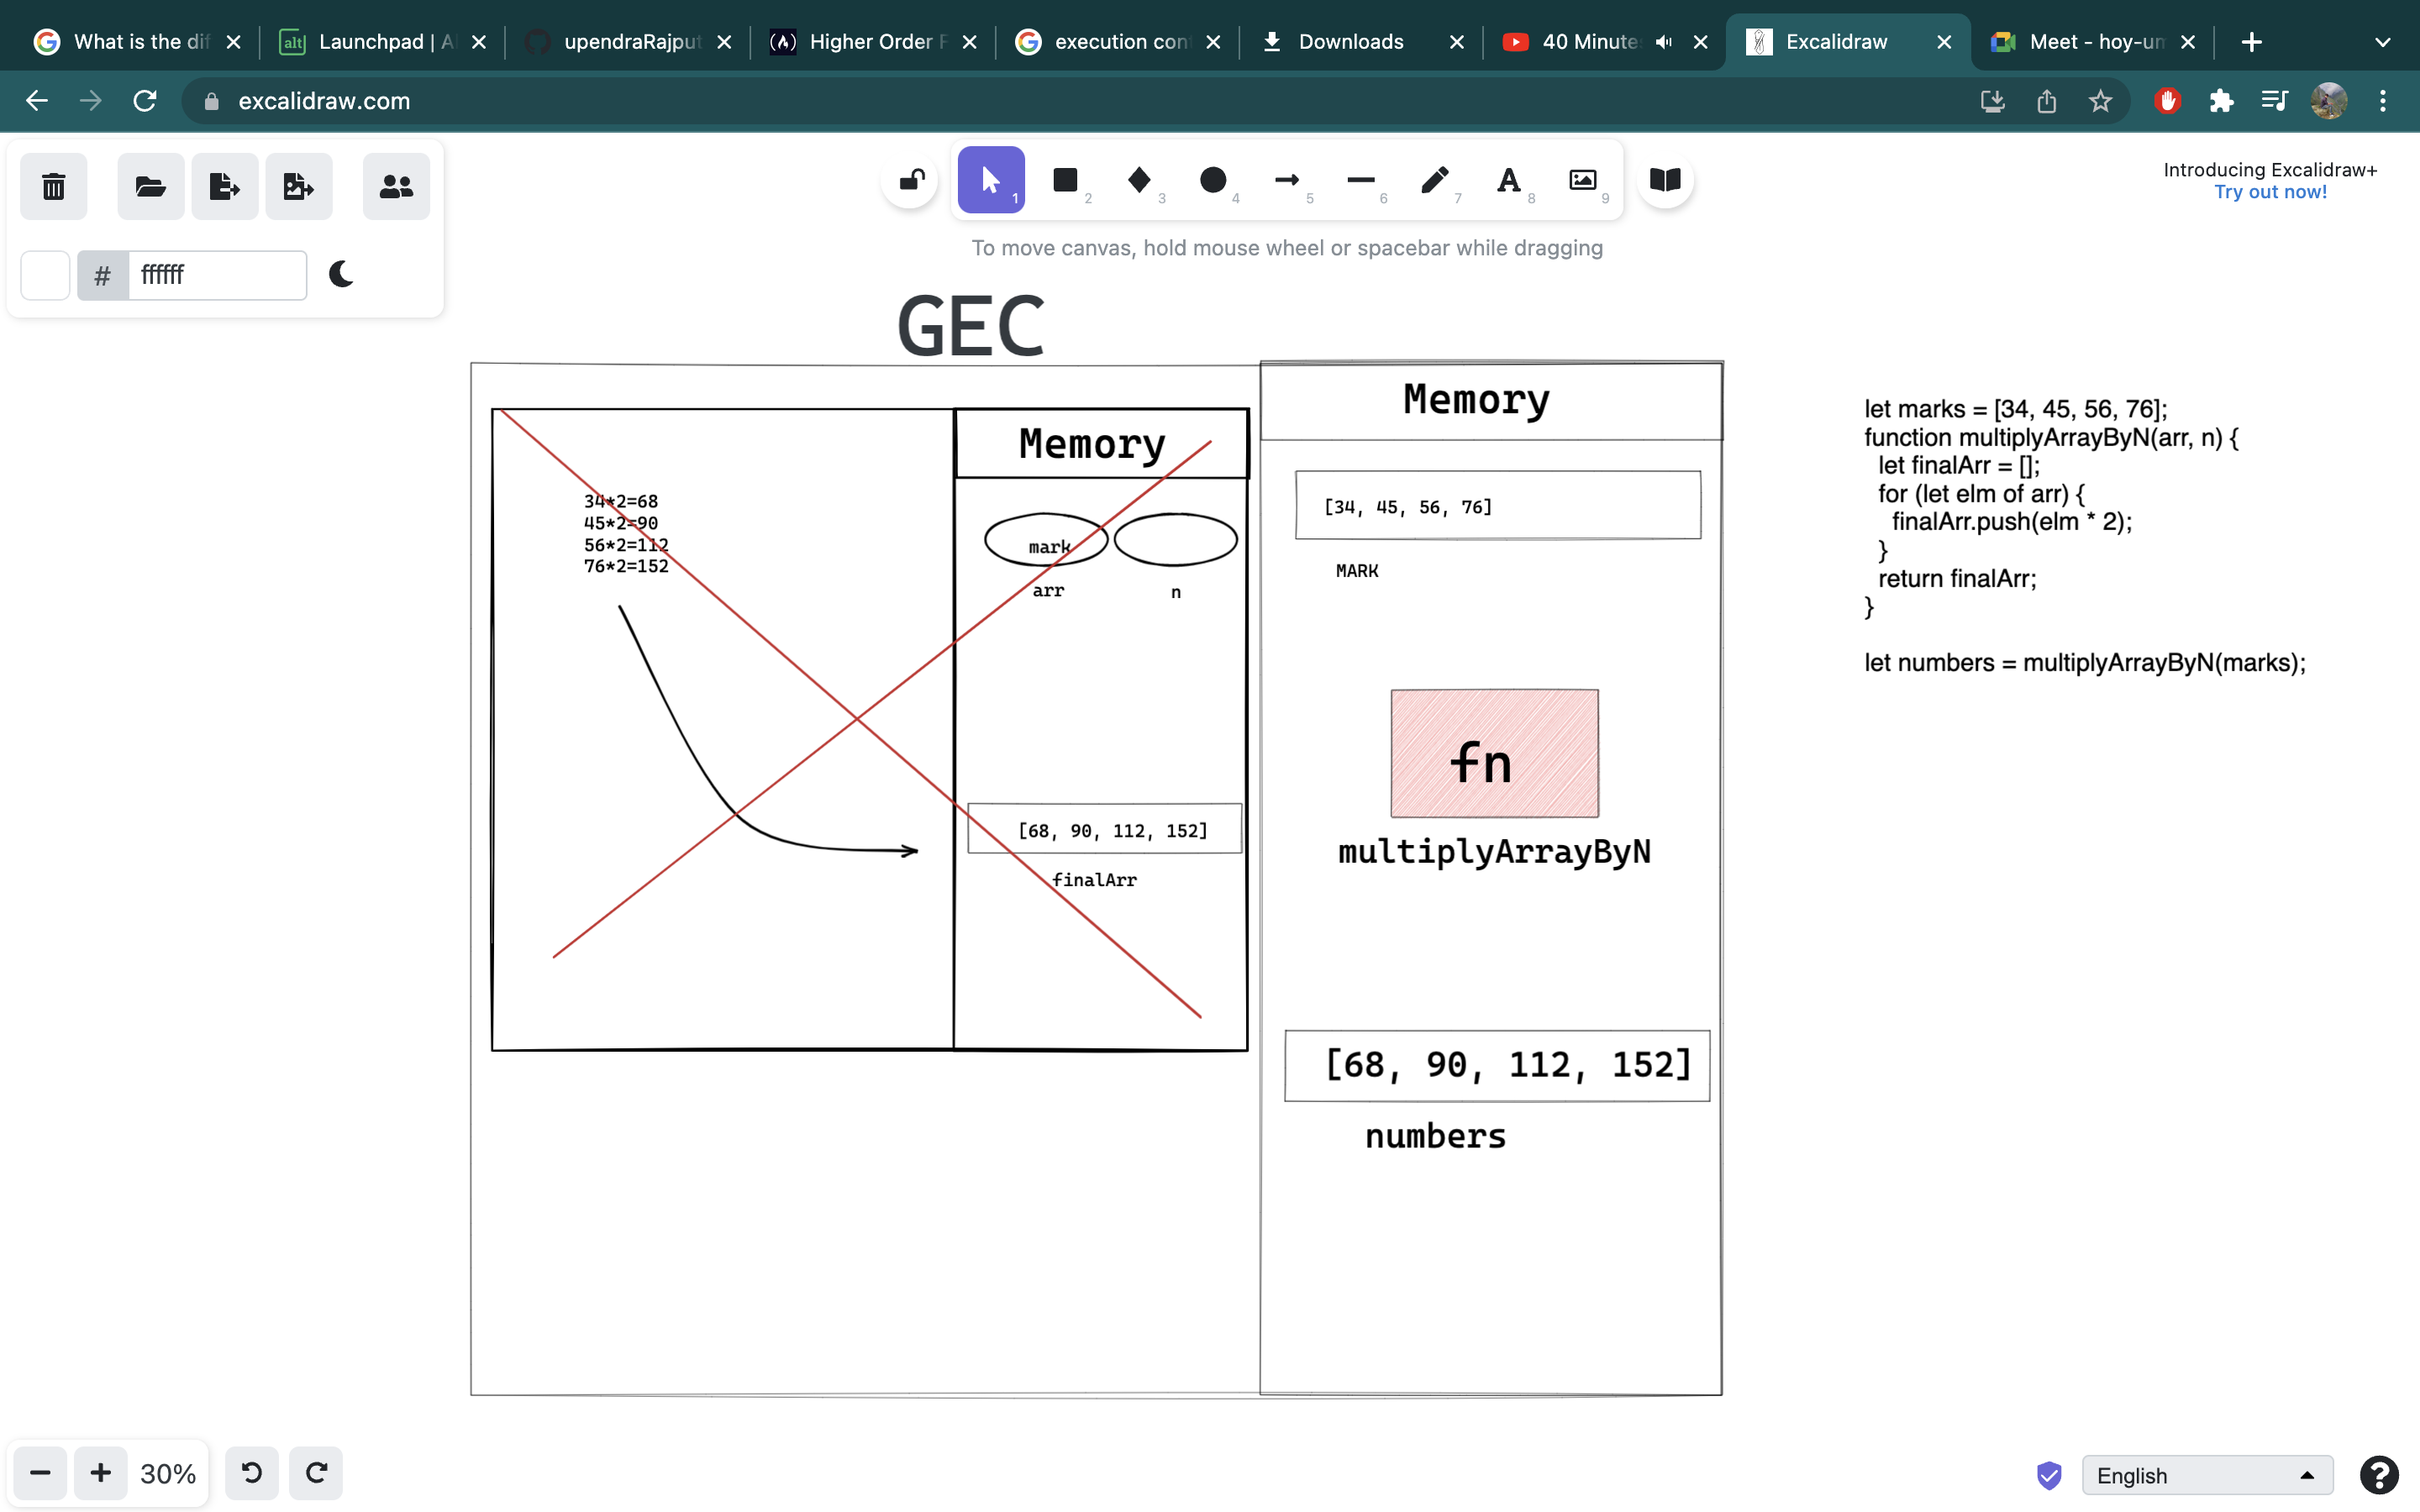 What is the dif
alt
Launchpad | A
upendraRajput
Higher Order F
execution con
Downloads
40 Minute
Excalidraw
Meet - hoy-um
excalidraw.com
1
2
3
4
5
6
A
7
8
9
Introducing Excalidraw+
Try out now!
# ffffff
To move canvas, hold mouse wheel or spacebar while dragging
GEC
Memory
34*2=68
45*2=90
56*2=112
76*2=152
mark
arr
n
[68, 90, 112, 152]
finalArr
Memory
[34, 45, 56, 76]
MARK
fn
multiplyArrayByN
[68, 90, 112, 152]
numbers
let marks = [34, 45, 56, 76];
function multiplyArrayByN(arr, n) {
let finalArr = [];
for (let elm of arr) {
finalArr.push(elm * 2);
}
return finalArr;
}
let numbers = multiplyArrayByN(marks);
30%
English
?